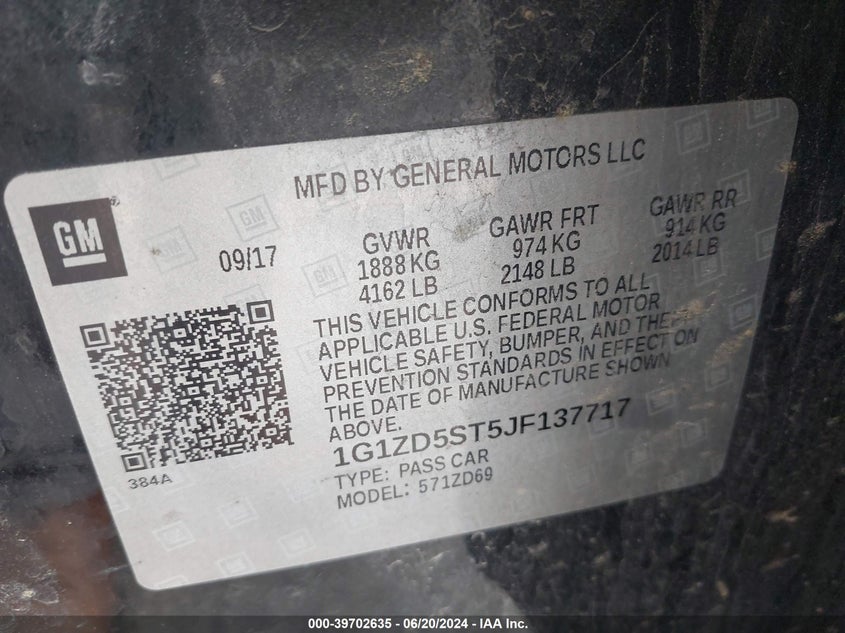 MFD BY GENERAL MOTORS LLC
GM
®
09/17
GVWR
1888 KG
4162 LB
GAWR FRT
974 KG
2148 LB
GAWR RR
914 KG
2014 LB
THIS VEHICLE CONFORMS TO ALL
APPLICABLE U.S. FEDERAL MOTOR
VEHICLE SAFETY, BUMPER, AND THEFT
PREVENTION STANDARDS IN EFFECT ON
THE DATE OF MANUFACTURE SHOWN
ABOVE.
1G1ZD5ST5JF137717
TYPE: PASS CAR
MODEL: 571ZD69
384A
000-39702635 - 06/20/2024 - IAA Inc.